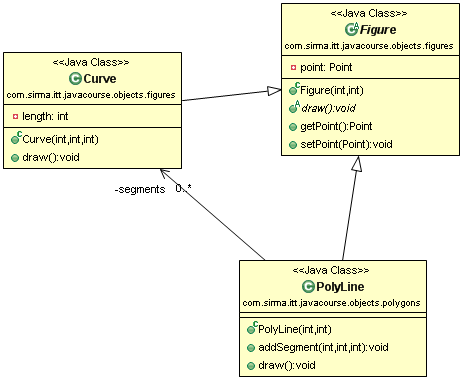 <<Java Class>>
Figure
com.sirma.itt.javacourse.objects.figures
point: Point
Figure(int,int)
draw():void
getPoint():Point
setPoint(Point):void
<<Java Class>>
Curve
com.sirma.itt.javacourse.objects.figures
length: int
Curve(int,int,int)
draw():void
-segments 0..*
<<Java Class>>
PolyLine
com.sirma.itt.javacourse.objects.polygons
PolyLine(int,int)
addSegment(int,int,int):void
draw():void